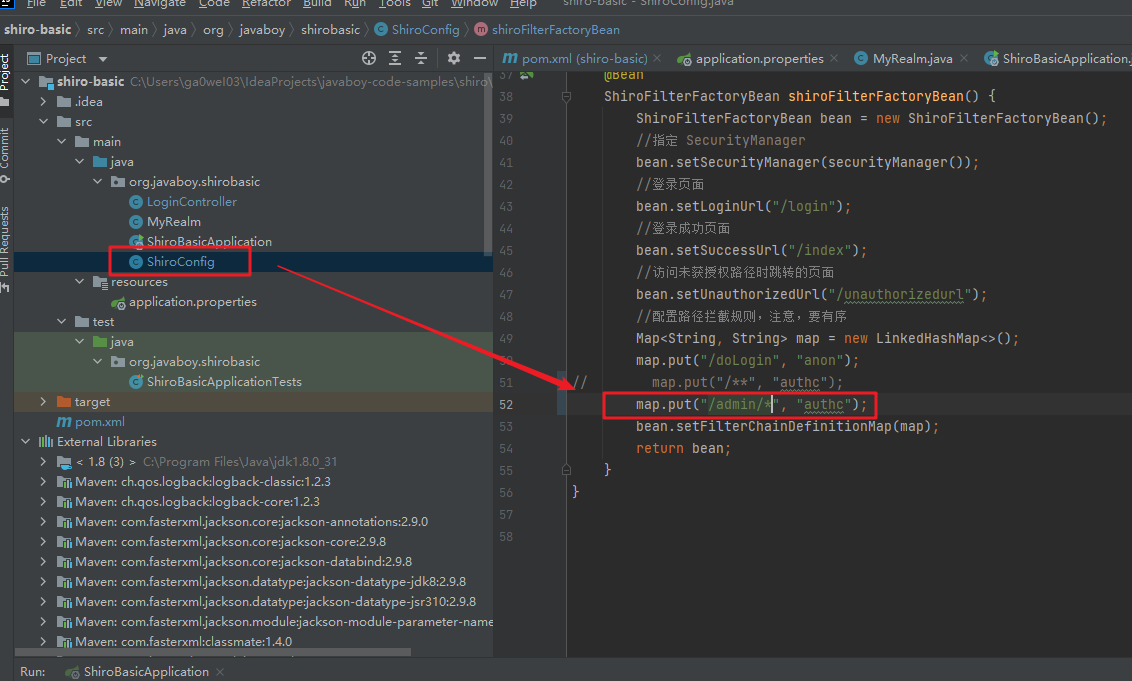 File Edit View Navigate Code Refactor Build Run Tools Git Window Help shiro-basic - ShiroConfig.java
shiro-basic src main java org javaboy shirobasic ShiroConfig shiroFilterFactoryBean
Project
Commit
Pull Requests
Project
shiro-basic C:\Users\ga0wei03\IdeaProjects\javaboy-code-samples\shiro\
.idea
src
main
java
org.javaboy.shirobasic
LoginController
MyRealm
ShiroBasicApplication
ShiroConfig
resources
application.properties
test
java
org.javaboy.shirobasic
ShiroBasicApplicationTests
target
pom.xml
External Libraries
< 1.8 (3) > C:\Program Files\Java\jdk1.8.0_31
Maven: ch.qos.logback:logback-classic:1.2.3
Maven: ch.qos.logback:logback-core:1.2.3
Maven: com.fasterxml.jackson.core:jackson-annotations:2.9.0
Maven: com.fasterxml.jackson.core:jackson-core:2.9.8
Maven: com.fasterxml.jackson.core:jackson-databind:2.9.8
Maven: com.fasterxml.jackson.datatype:jackson-datatype-jdk8:2.9.8
Maven: com.fasterxml.jackson.datatype:jackson-datatype-jsr310:2.9.8
Maven: com.fasterxml.jackson.module:jackson-module-parameter-name
Maven: com.fasterxml:classmate:1.4.0
pom.xml (shiro-basic) application.properties MyRealm.java ShiroBasicApplication.
37 @Bean
38 ShiroFilterFactoryBean shiroFilterFactoryBean() {
39 ShiroFilterFactoryBean bean = new ShiroFilterFactoryBean();
40 //指定 SecurityManager
41 bean.setSecurityManager(securityManager());
42 //登录页面
43 bean.setLoginUrl("/login");
44 //登录成功页面
45 bean.setSuccessUrl("/index");
46 //访问未获授权路径时跳转的页面
47 bean.setUnauthorizedUrl("/unauthorizedurl");
48 //配置路径拦截规则，注意，要有序
49 Map<String, String> map = new LinkedHashMap<>();
50 map.put("/doLogin", "anon");
51 // map.put("/**", "authc");
52 map.put("/admin/*", "authc");
53 bean.setFilterChainDefinitionMap(map);
54 return bean;
55 }
56 }
57
58
Run: ShiroBasicApplication